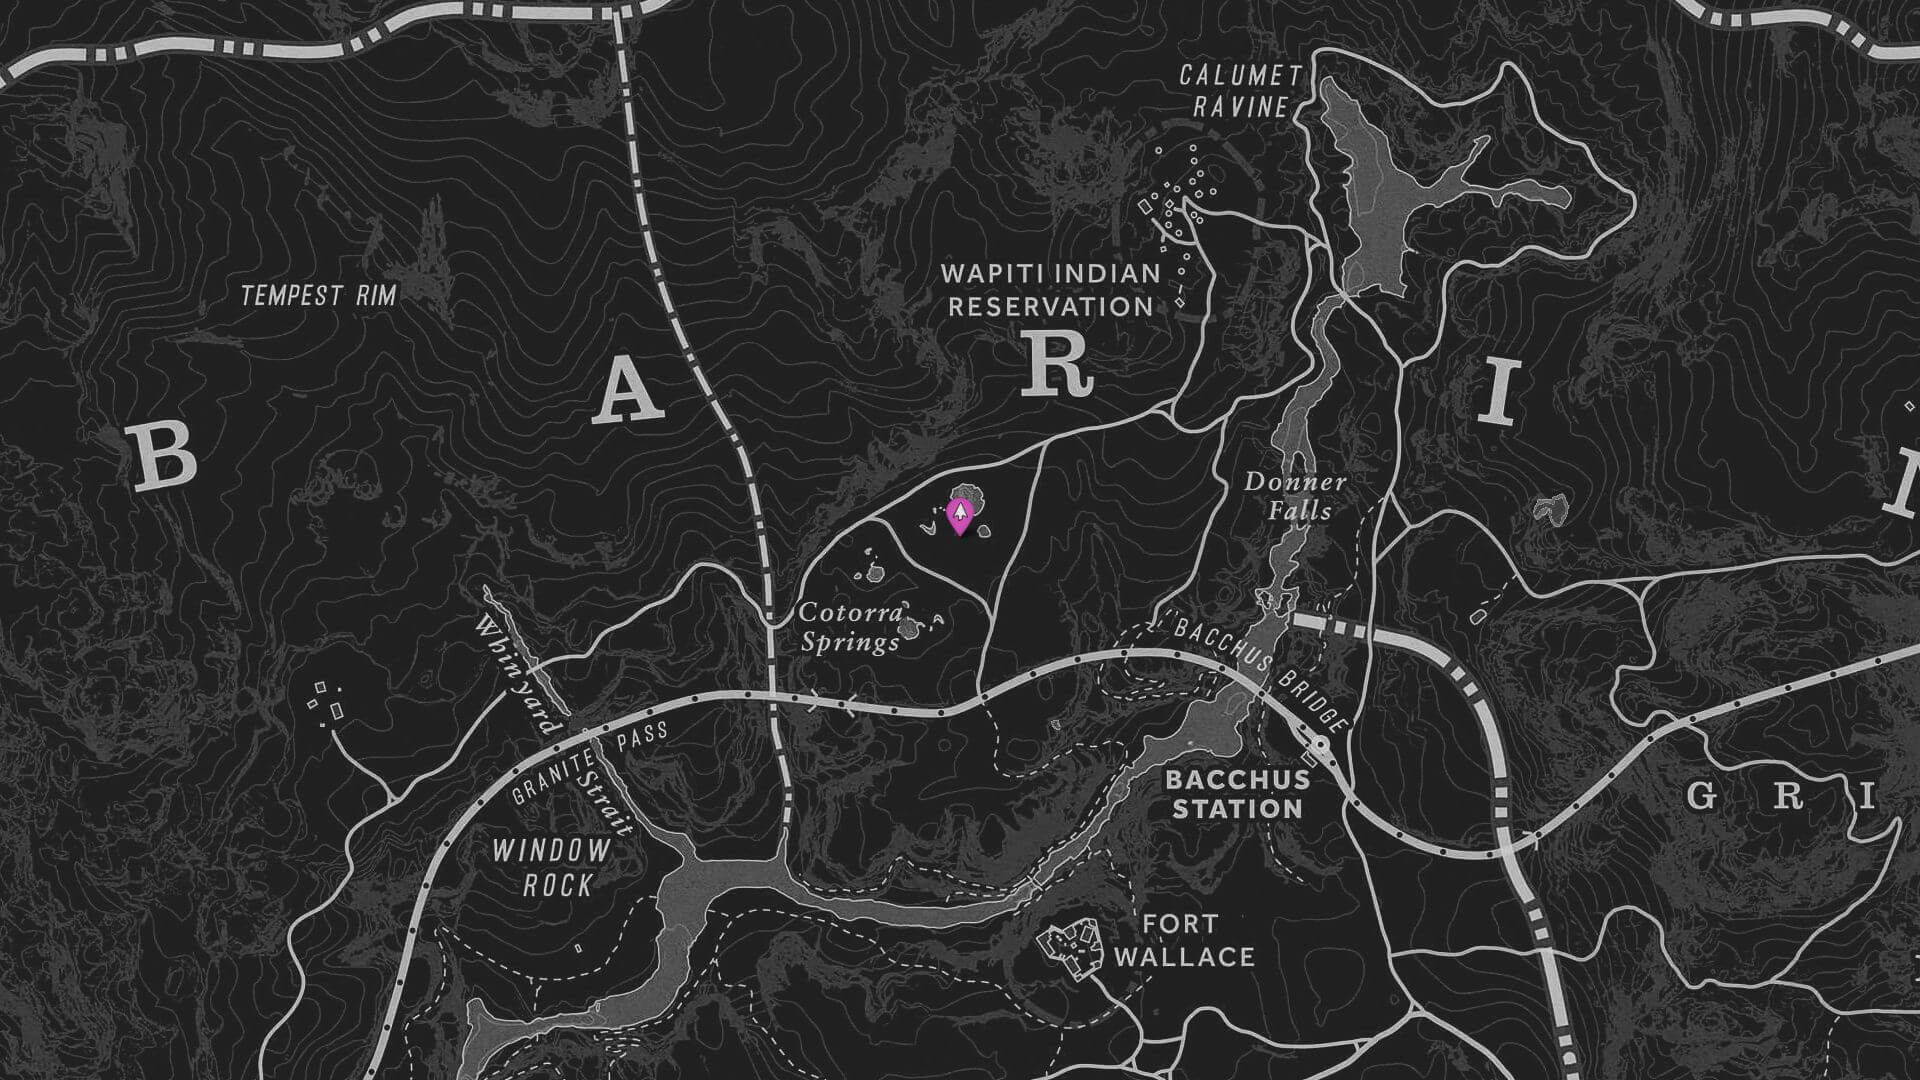 CALUMET
RAVINE
WAPITI INDIAN
RESERVATION
TEMPEST RIM
B A R I
Donner
Falls
Cotorra
Springs
Whinyard
Strait
BACCHUS BRIDGE
GRANITE PASS
BACCHUS
STATION
G R I
WINDOW
ROCK
FORT
WALLACE